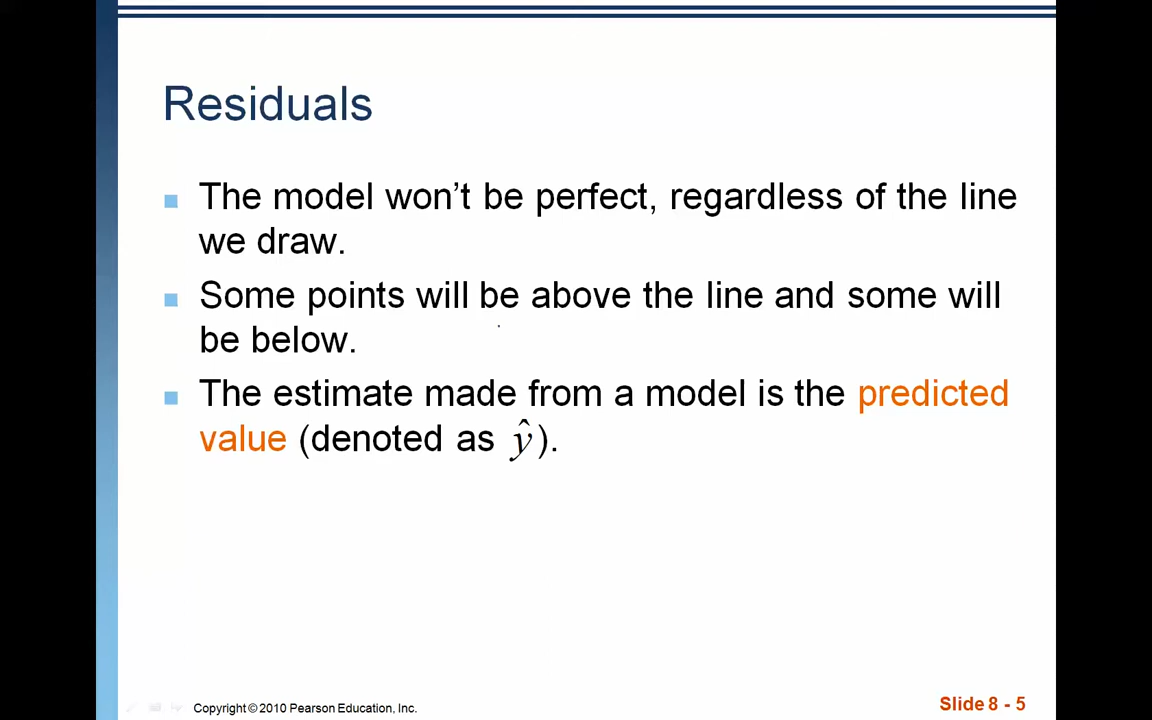 Residuals
The model won’t be perfect, regardless of the line
we draw.
Some points will be above the line and some will
be below.
The estimate made from a model is the predicted
value (denoted as ŷ).
Copyright © 2010 Pearson Education, Inc.
Slide 8 - 5